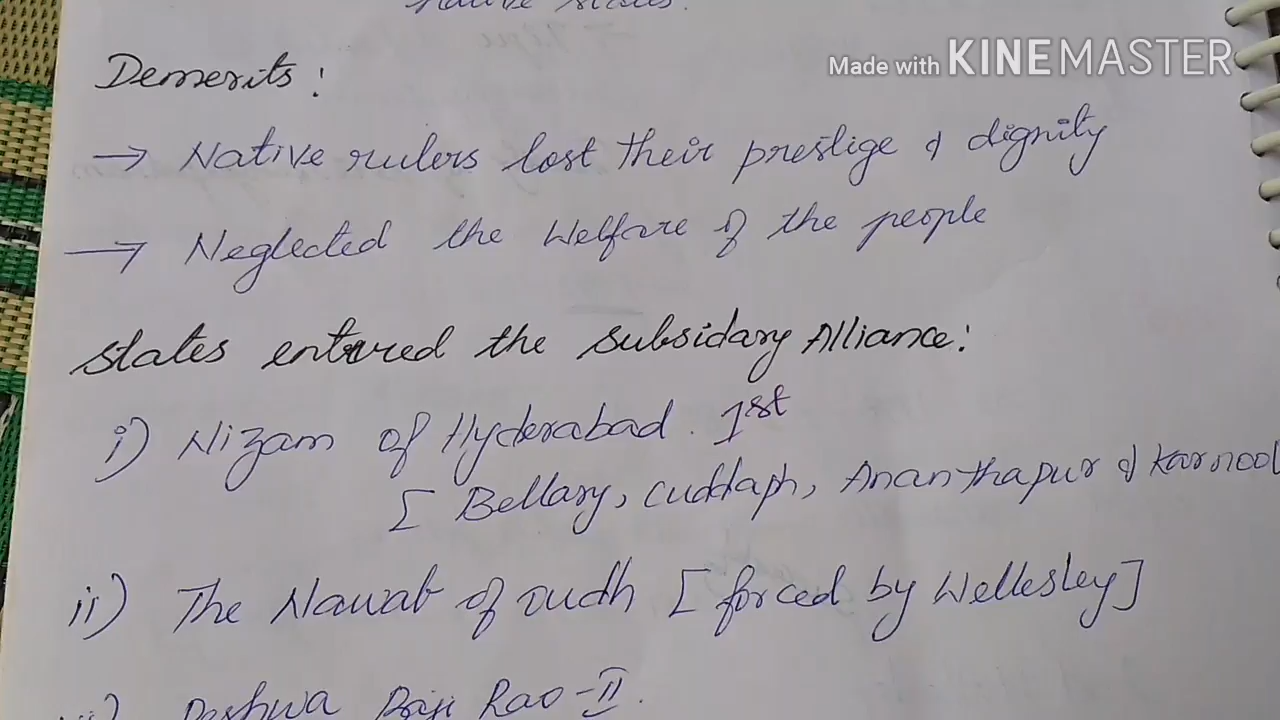 Native states.
Made with KINEMASTER
Demerits:
→ Native rulers lost their prestige & dignity
→ Neglected the Welfare of the people
States entered the Subsidary Alliance:
i) Nizam of Hyderabad. 1st
[ Bellary, Cuddaph, Ananthapur & Karnool
ii) The Nawab of oudh [forced by Wellesley]
Peshwa Baji Rao-II.